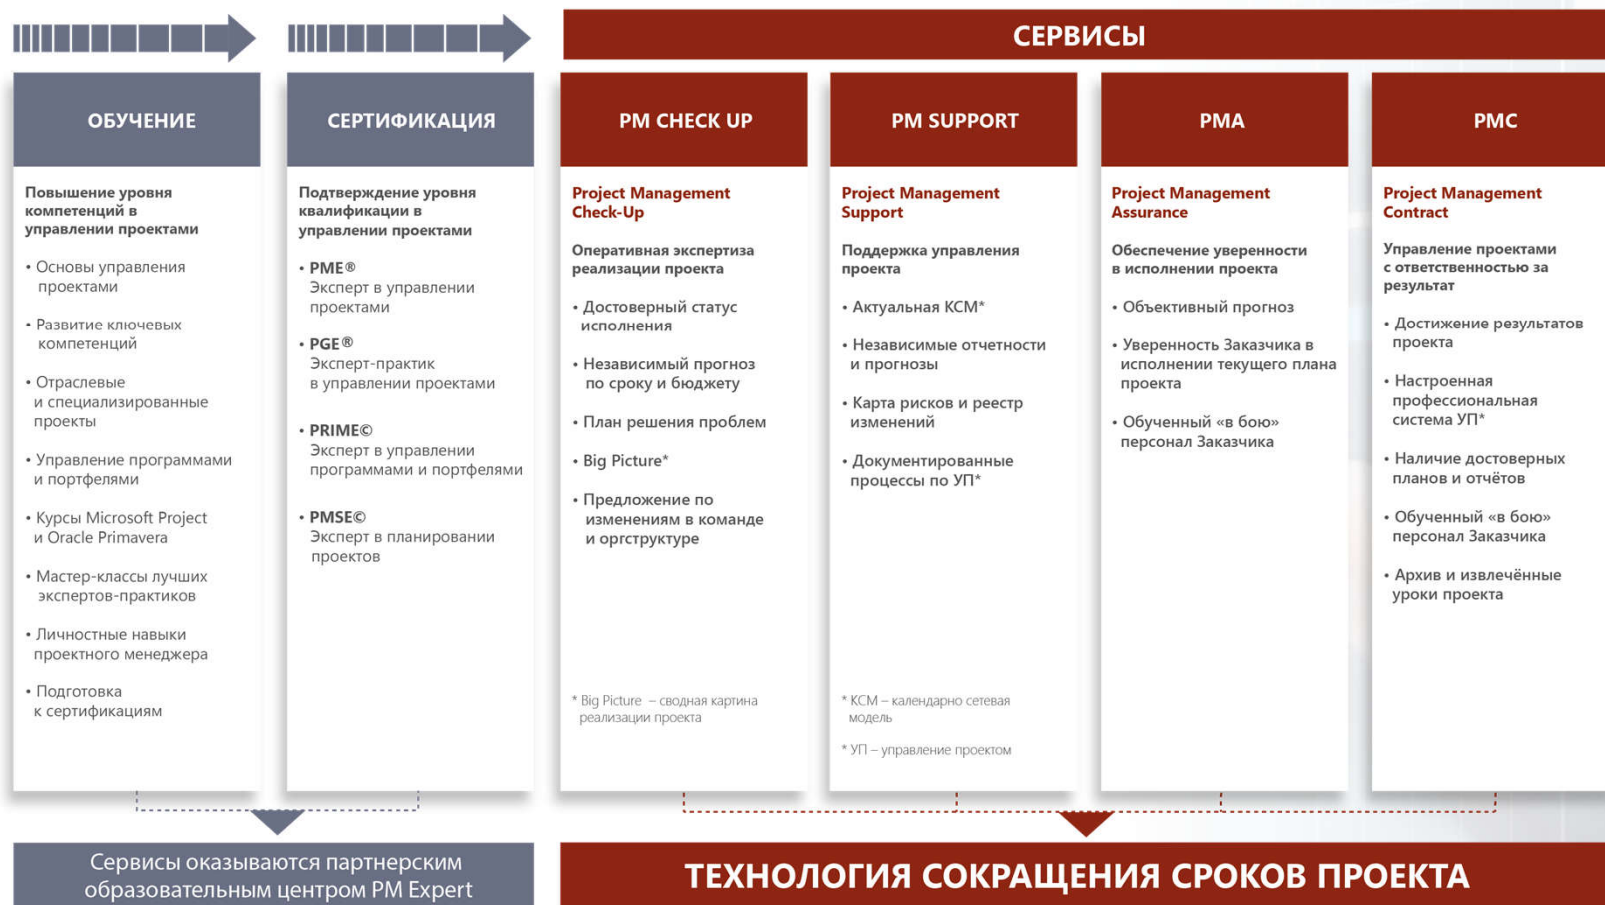 СЕРВИСЫ
ОБУЧЕНИЕ
Повышение уровня
компетенций в
управлении проектами
• Основы управления
проектами
• Развитие ключевых
компетенций
• Отраслевые
и специализированные
проекты
• Управление программами
и портфелями
• Курсы Microsoft Project
и Oracle Primavera
• Мастер-классы лучших
экспертов-практиков
• Личностные навыки
проектного менеджера
• Подготовка
к сертификациям
СЕРТИФИКАЦИЯ
Подтверждение уровня
квалификации в
управлении проектами
• PME®
Эксперт в управлении
проектами
• PGE®
Эксперт-практик
в управлении проектами
• PRIME©
Эксперт в управлении
программами и портфелями
• PMSE©
Эксперт в планировании
проектов
PM CHECK UP
Project Management
Check-Up
Оперативная экспертиза
реализации проекта
• Достоверный статус
исполнения
• Независимый прогноз
по сроку и бюджету
• План решения проблем
• Big Picture*
• Предложение по
изменениям в команде
и оргструктуре
* Big Picture – сводная картина
реализации проекта
PM SUPPORT
Project Management
Support
Поддержка управления
проекта
• Актуальная КСМ*
• Независимые отчетности
и прогнозы
• Карта рисков и реестр
изменений
• Документированные
процессы по УП*
* КСМ – календарно сетевая
модель
* УП – управление проектом
PMA
Project Management
Assurance
Обеспечение уверенности
в исполнении проекта
• Объективный прогноз
• Уверенность Заказчика в
исполнении текущего плана
проекта
• Обученный «в бою»
персонал Заказчика
PMC
Project Management
Contract
Управление проектами
с ответственностью за
результат
• Достижение результатов
проекта
• Настроенная
профессиональная
система УП*
• Наличие достоверных
планов и отчётов
• Обученный «в бою»
персонал Заказчика
• Архив и извлечённые
уроки проекта
Сервисы оказываются партнерским
образовательным центром PM Expert
ТЕХНОЛОГИЯ СОКРАЩЕНИЯ СРОКОВ ПРОЕКТА